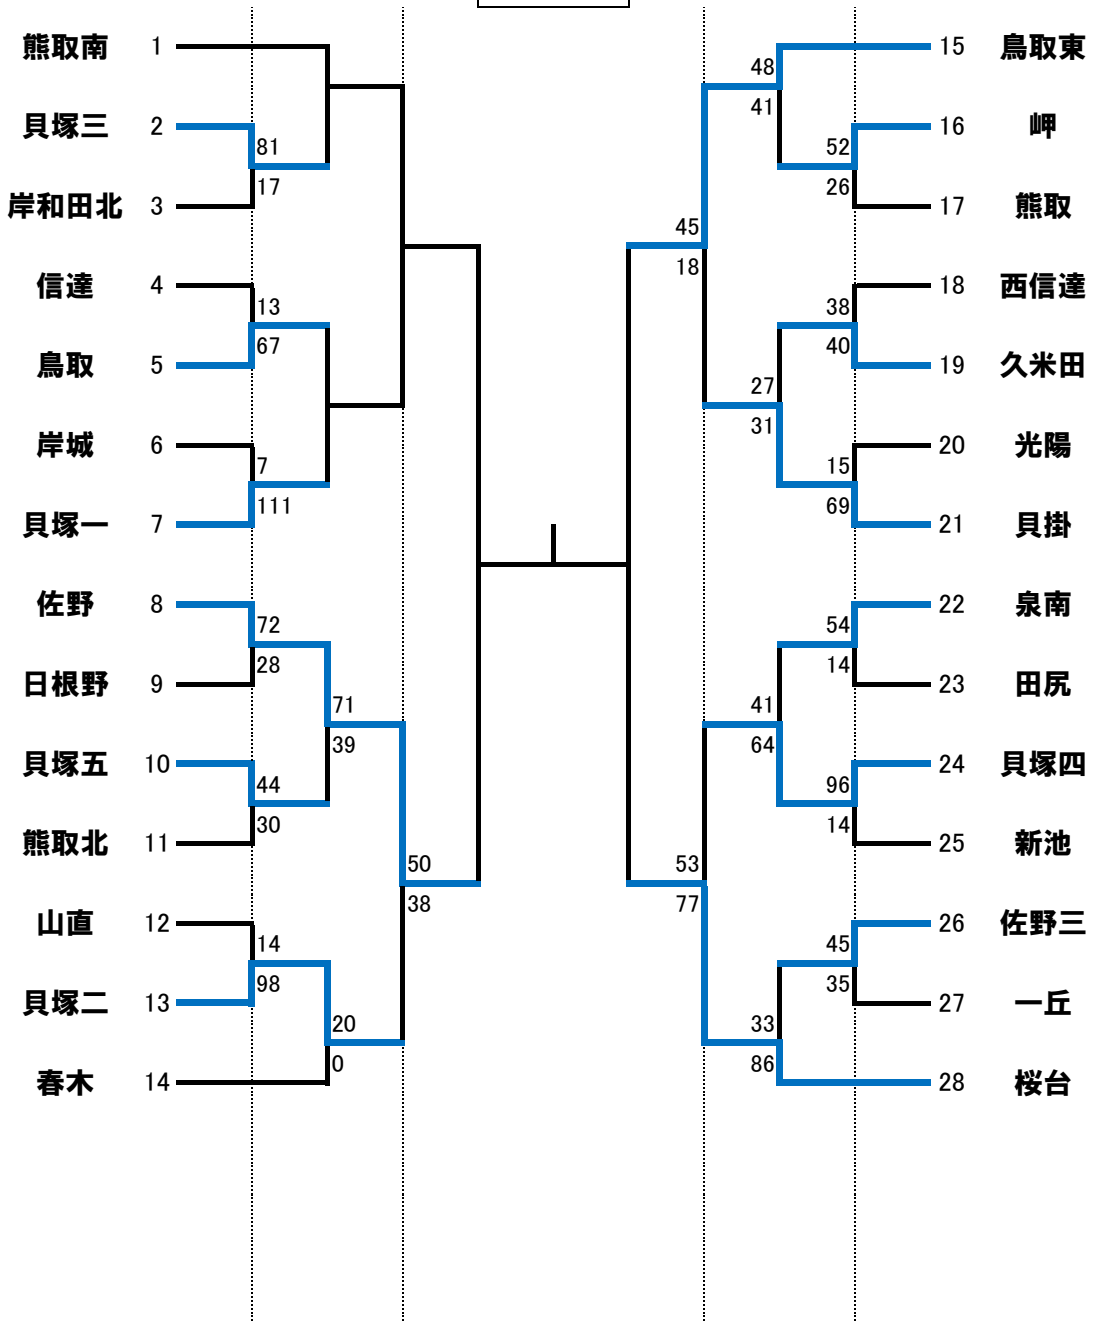 熊取南 1
貝塚三 2
81
17
岸和田北 3
信達 4
13
67
鳥取 5
岸城 6
7
111
貝塚一 7
佐野 8
72
28
日根野 9
71
39
貝塚五 10
44
30
熊取北 11
50
38
山直 12
14
98
貝塚二 13
20
0
春木 14
15 鳥取東
48
41
16 岬
52
26
17 熊取
45
18
18 西信達
38
40
19 久米田
27
31
20 光陽
15
69
21 貝掛
22 泉南
54
14
23 田尻
41
64
24 貝塚四
96
14
25 新池
53
77
26 佐野三
45
35
27 一丘
33
86
28 桜台